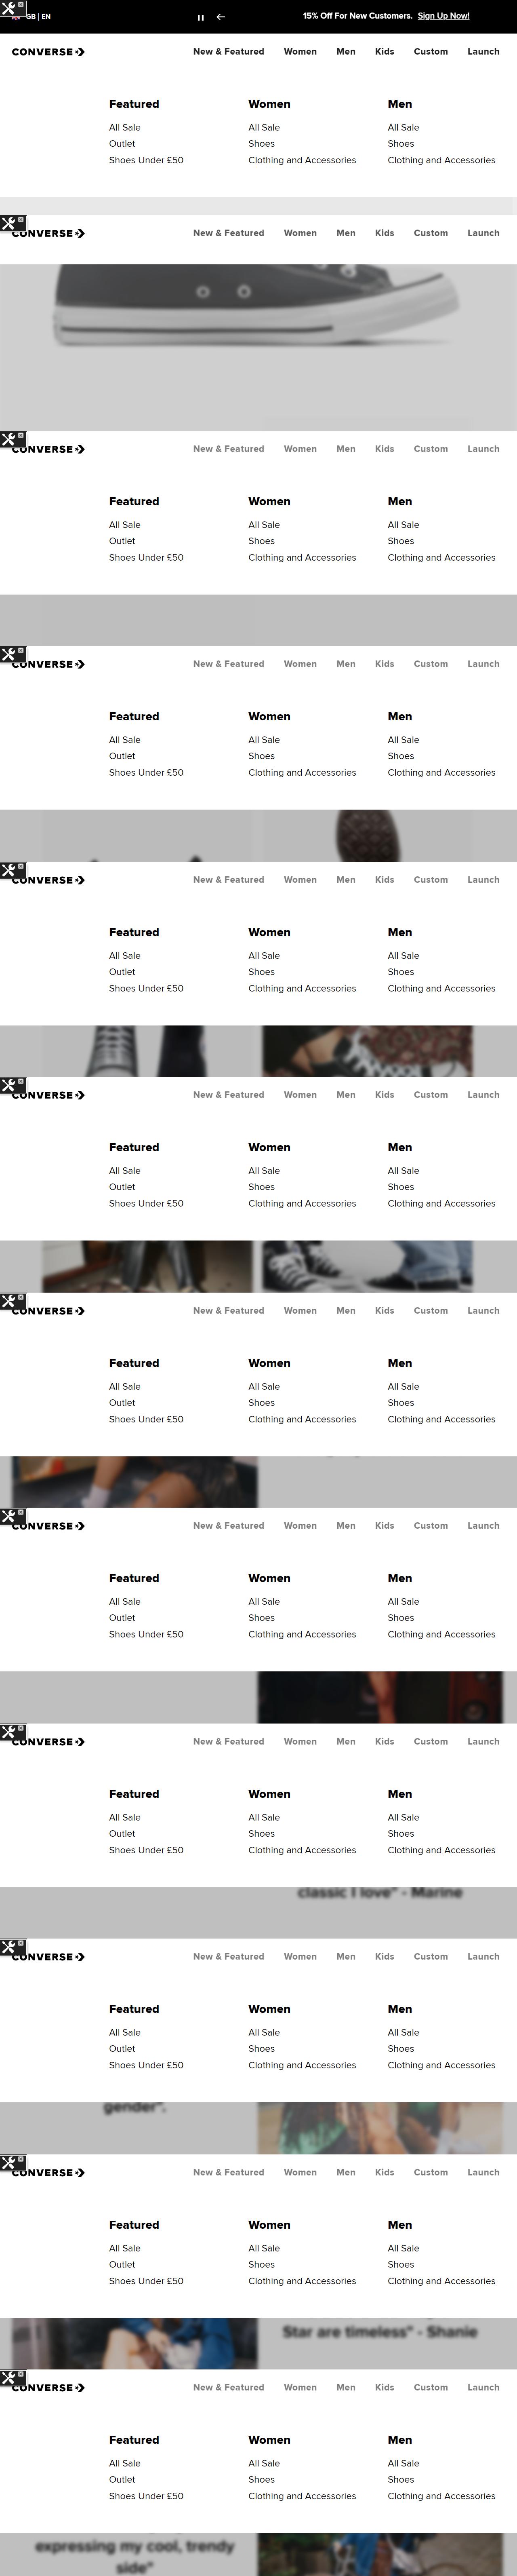 GB | EN
15% Off For New Customers. Sign Up Now!
CONVERSE
New & Featured Women Men Kids Custom Launch
Featured Women Men
All Sale All Sale All Sale
Outlet Shoes Shoes
Shoes Under £50 Clothing and Accessories Clothing and Accessories
CONVERSE
New & Featured Women Men Kids Custom Launch
CONVERSE
New & Featured Women Men Kids Custom Launch
Featured Women Men
All Sale All Sale All Sale
Outlet Shoes Shoes
Shoes Under £50 Clothing and Accessories Clothing and Accessories
CONVERSE
New & Featured Women Men Kids Custom Launch
Featured Women Men
All Sale All Sale All Sale
Outlet Shoes Shoes
Shoes Under £50 Clothing and Accessories Clothing and Accessories
CONVERSE
New & Featured Women Men Kids Custom Launch
Featured Women Men
All Sale All Sale All Sale
Outlet Shoes Shoes
Shoes Under £50 Clothing and Accessories Clothing and Accessories
CONVERSE
New & Featured Women Men Kids Custom Launch
Featured Women Men
All Sale All Sale All Sale
Outlet Shoes Shoes
Shoes Under £50 Clothing and Accessories Clothing and Accessories
CONVERSE
New & Featured Women Men Kids Custom Launch
Featured Women Men
All Sale All Sale All Sale
Outlet Shoes Shoes
Shoes Under £50 Clothing and Accessories Clothing and Accessories
CONVERSE
New & Featured Women Men Kids Custom Launch
Featured Women Men
All Sale All Sale All Sale
Outlet Shoes Shoes
Shoes Under £50 Clothing and Accessories Clothing and Accessories
CONVERSE
New & Featured Women Men Kids Custom Launch
Featured Women Men
All Sale All Sale All Sale
Outlet Shoes Shoes
Shoes Under £50 Clothing and Accessories Clothing and Accessories
classic I love" - Marine
CONVERSE
New & Featured Women Men Kids Custom Launch
Featured Women Men
All Sale All Sale All Sale
Outlet Shoes Shoes
Shoes Under £50 Clothing and Accessories Clothing and Accessories
gender".
CONVERSE
New & Featured Women Men Kids Custom Launch
Featured Women Men
All Sale All Sale All Sale
Outlet Shoes Shoes
Shoes Under £50 Clothing and Accessories Clothing and Accessories
Star are timeless" - Shanie
CONVERSE
New & Featured Women Men Kids Custom Launch
Featured Women Men
All Sale All Sale All Sale
Outlet Shoes Shoes
Shoes Under £50 Clothing and Accessories Clothing and Accessories
expressing my cool, trendy
side"